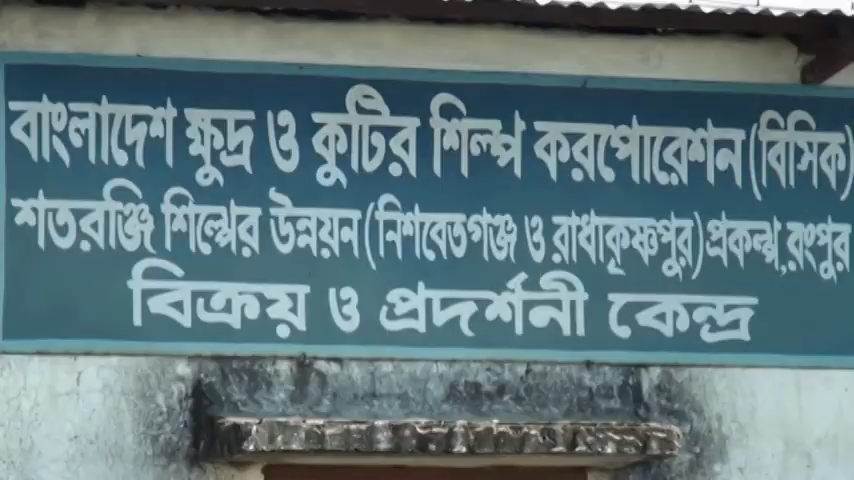 বাংলাদেশ ক্ষুদ্র ও কুটির শিল্প করপোরেশন (বিসিক)
শতরঞ্জি শিল্পের উন্নয়ন (নিশবেতগঞ্জ ও রাধাকৃষ্ণপুর) প্রকল্প, রংপুর
বিক্রয় ও প্রদর্শনী কেন্দ্র